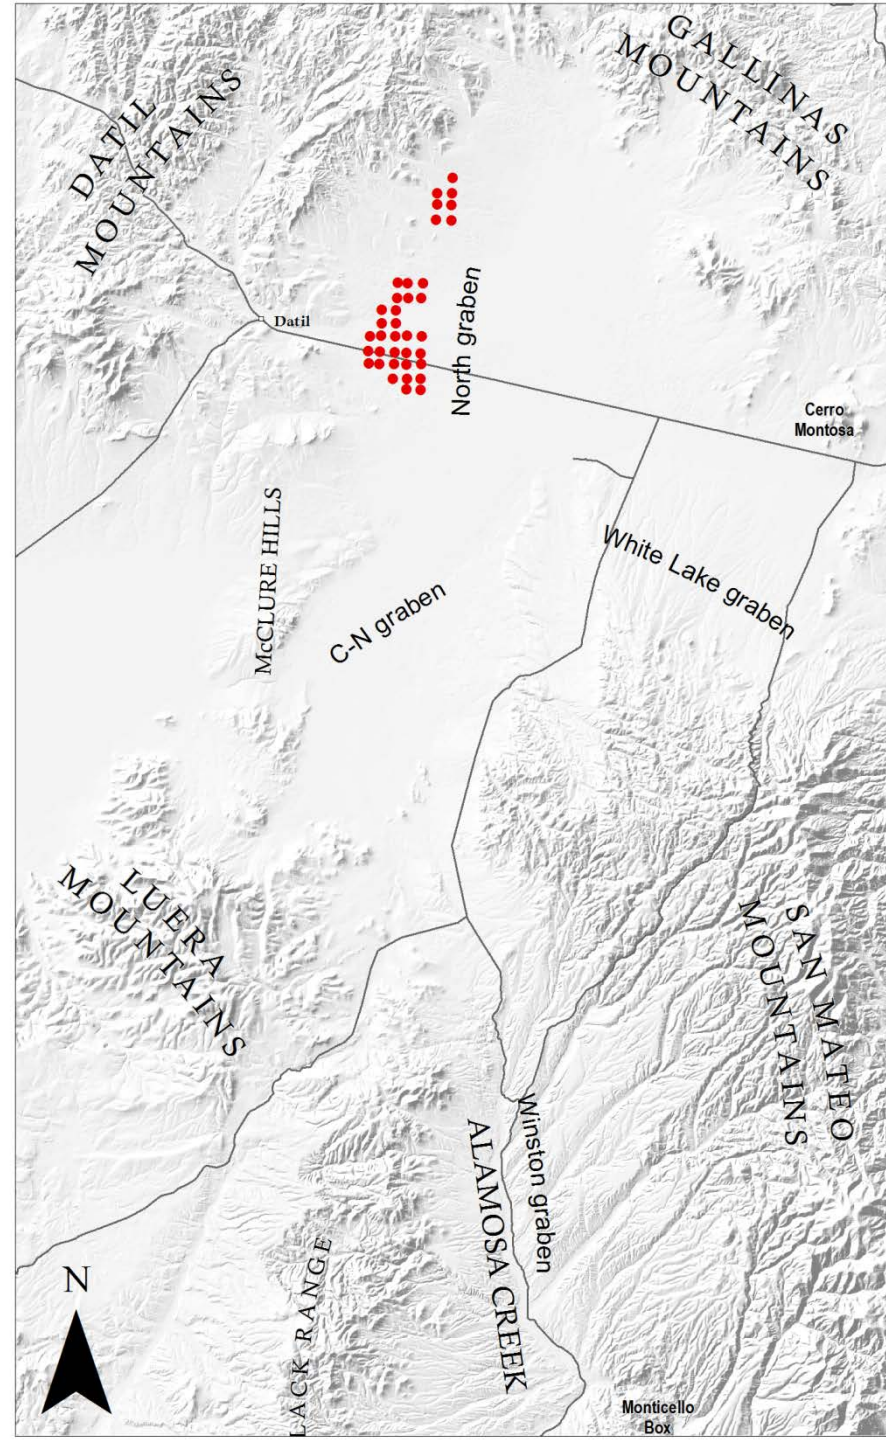 GALLINAS
MOUNTAINS
DATIL
MOUNTAINS
Datil
North graben
Cerro
Montosa
White Lake graben
McCLURE HILLS
C-N graben
LUERA
MOUNTAINS
SAN MATEO
MOUNTAINS
Winston graben
ALAMOSA CREEK
LACK RANGE
N
Monticello
Box